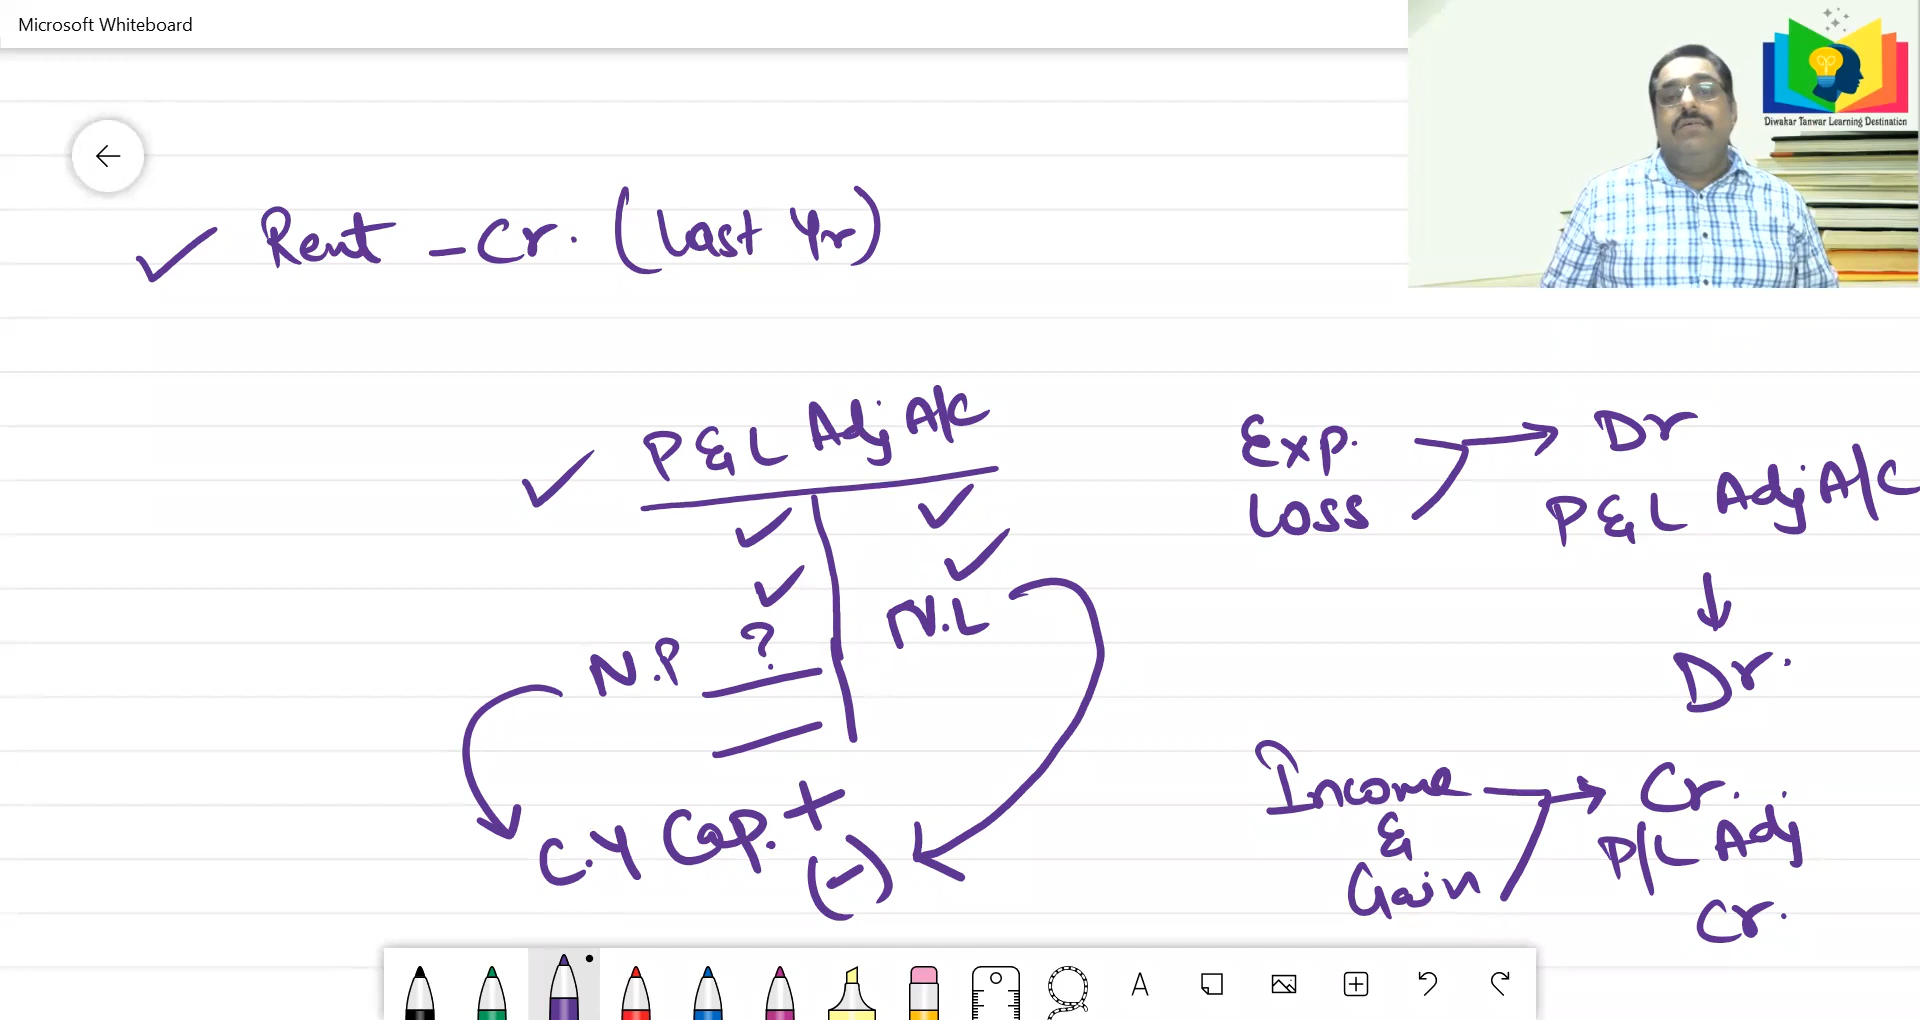 Microsoft Whiteboard
Diwakar Tanwar Learning Destination
Rent - Cr. (Last Yr)
P & L Adj A/C
N.P ?
N.L
C.Y Cap. +
(-)
Exp.
Loss
Dr
P & L Adj A/C
Dr.
Income
&
Gain
Cr.
P/L Adj
Cr.
A